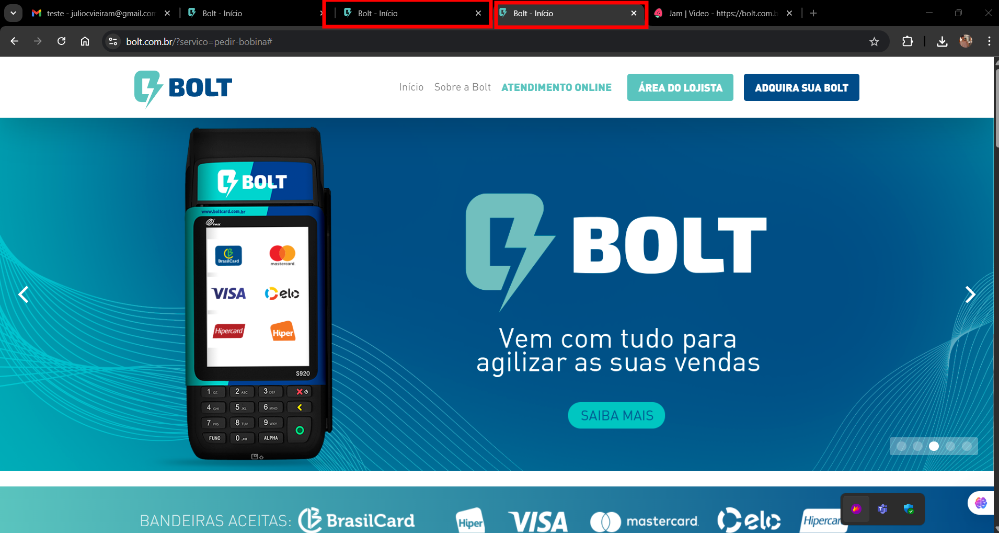 teste - juliocvieiram@gmail.com
Bolt - Início
Bolt - Início
Bolt - Início
Jam | Video - https://bolt.com.b
bolt.com.br/?servico=pedir-bobina#
BOLT
Início
Sobre a Bolt
ATENDIMENTO ONLINE
ÁREA DO LOJISTA
ADQUIRA SUA BOLT
BOLT
www.boltcard.com.br
PAX
BrasilCard
mastercard.
VISA
elo
Hipercard
Hiper
S920
1 QZ. 2 ABC 3 DEF
4 GHI 5 JKL 6 MNO
7 PRS 8 TUV 9 WXY
FUNC 0 ALPHA
BOLT
Vem com tudo para
agilizar as suas vendas
SAIBA MAIS
BANDEIRAS ACEITAS: BrasilCard Hiper VISA mastercard. elo Hipercar